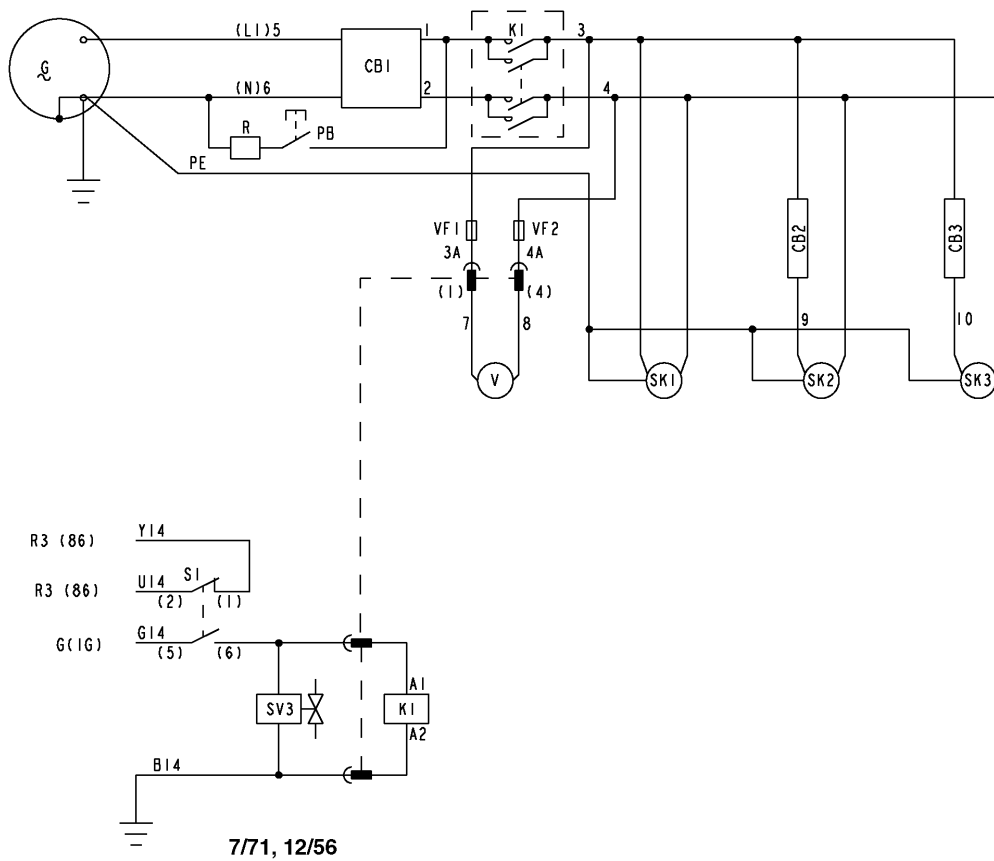 (L1)5
1
K1
3
G
CB1
(N)6
2
4
R
PB
PE
VF1
VF2
3A
4A
CB2
CB3
(1)
(4)
7
8
9
10
V
SK1
SK2
SK3
Y14
R3 (86)
S1
R3 (86)
U14
(2)
(1)
G(1G)
G14
(5)
(6)
A1
SV3
K1
A2
B14
7/71, 12/56